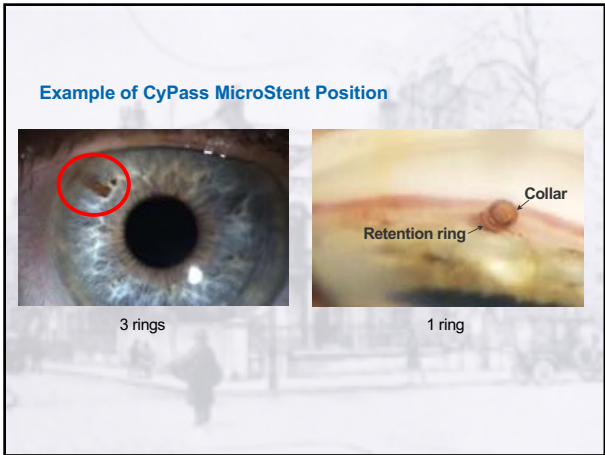 Example of CyPass MicroStent Position
Collar
Retention ring
3 rings
1 ring